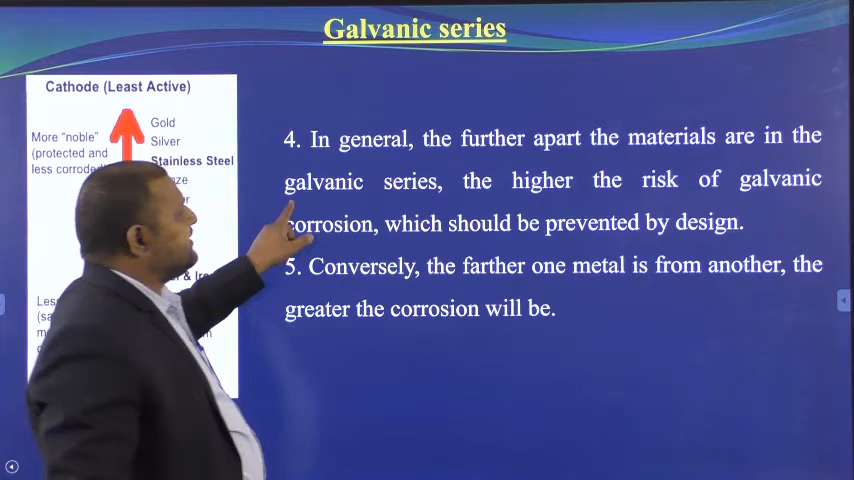 Galvanic series
Cathode (Least Active)
Gold
More "noble"
Silver
(protected and
less corroded)
Stainless Steel
4. In general, the further apart the materials are in the
galvanic series, the higher the risk of galvanic
corrosion, which should be prevented by design.
5. Conversely, the farther one metal is from another, the
greater the corrosion will be.